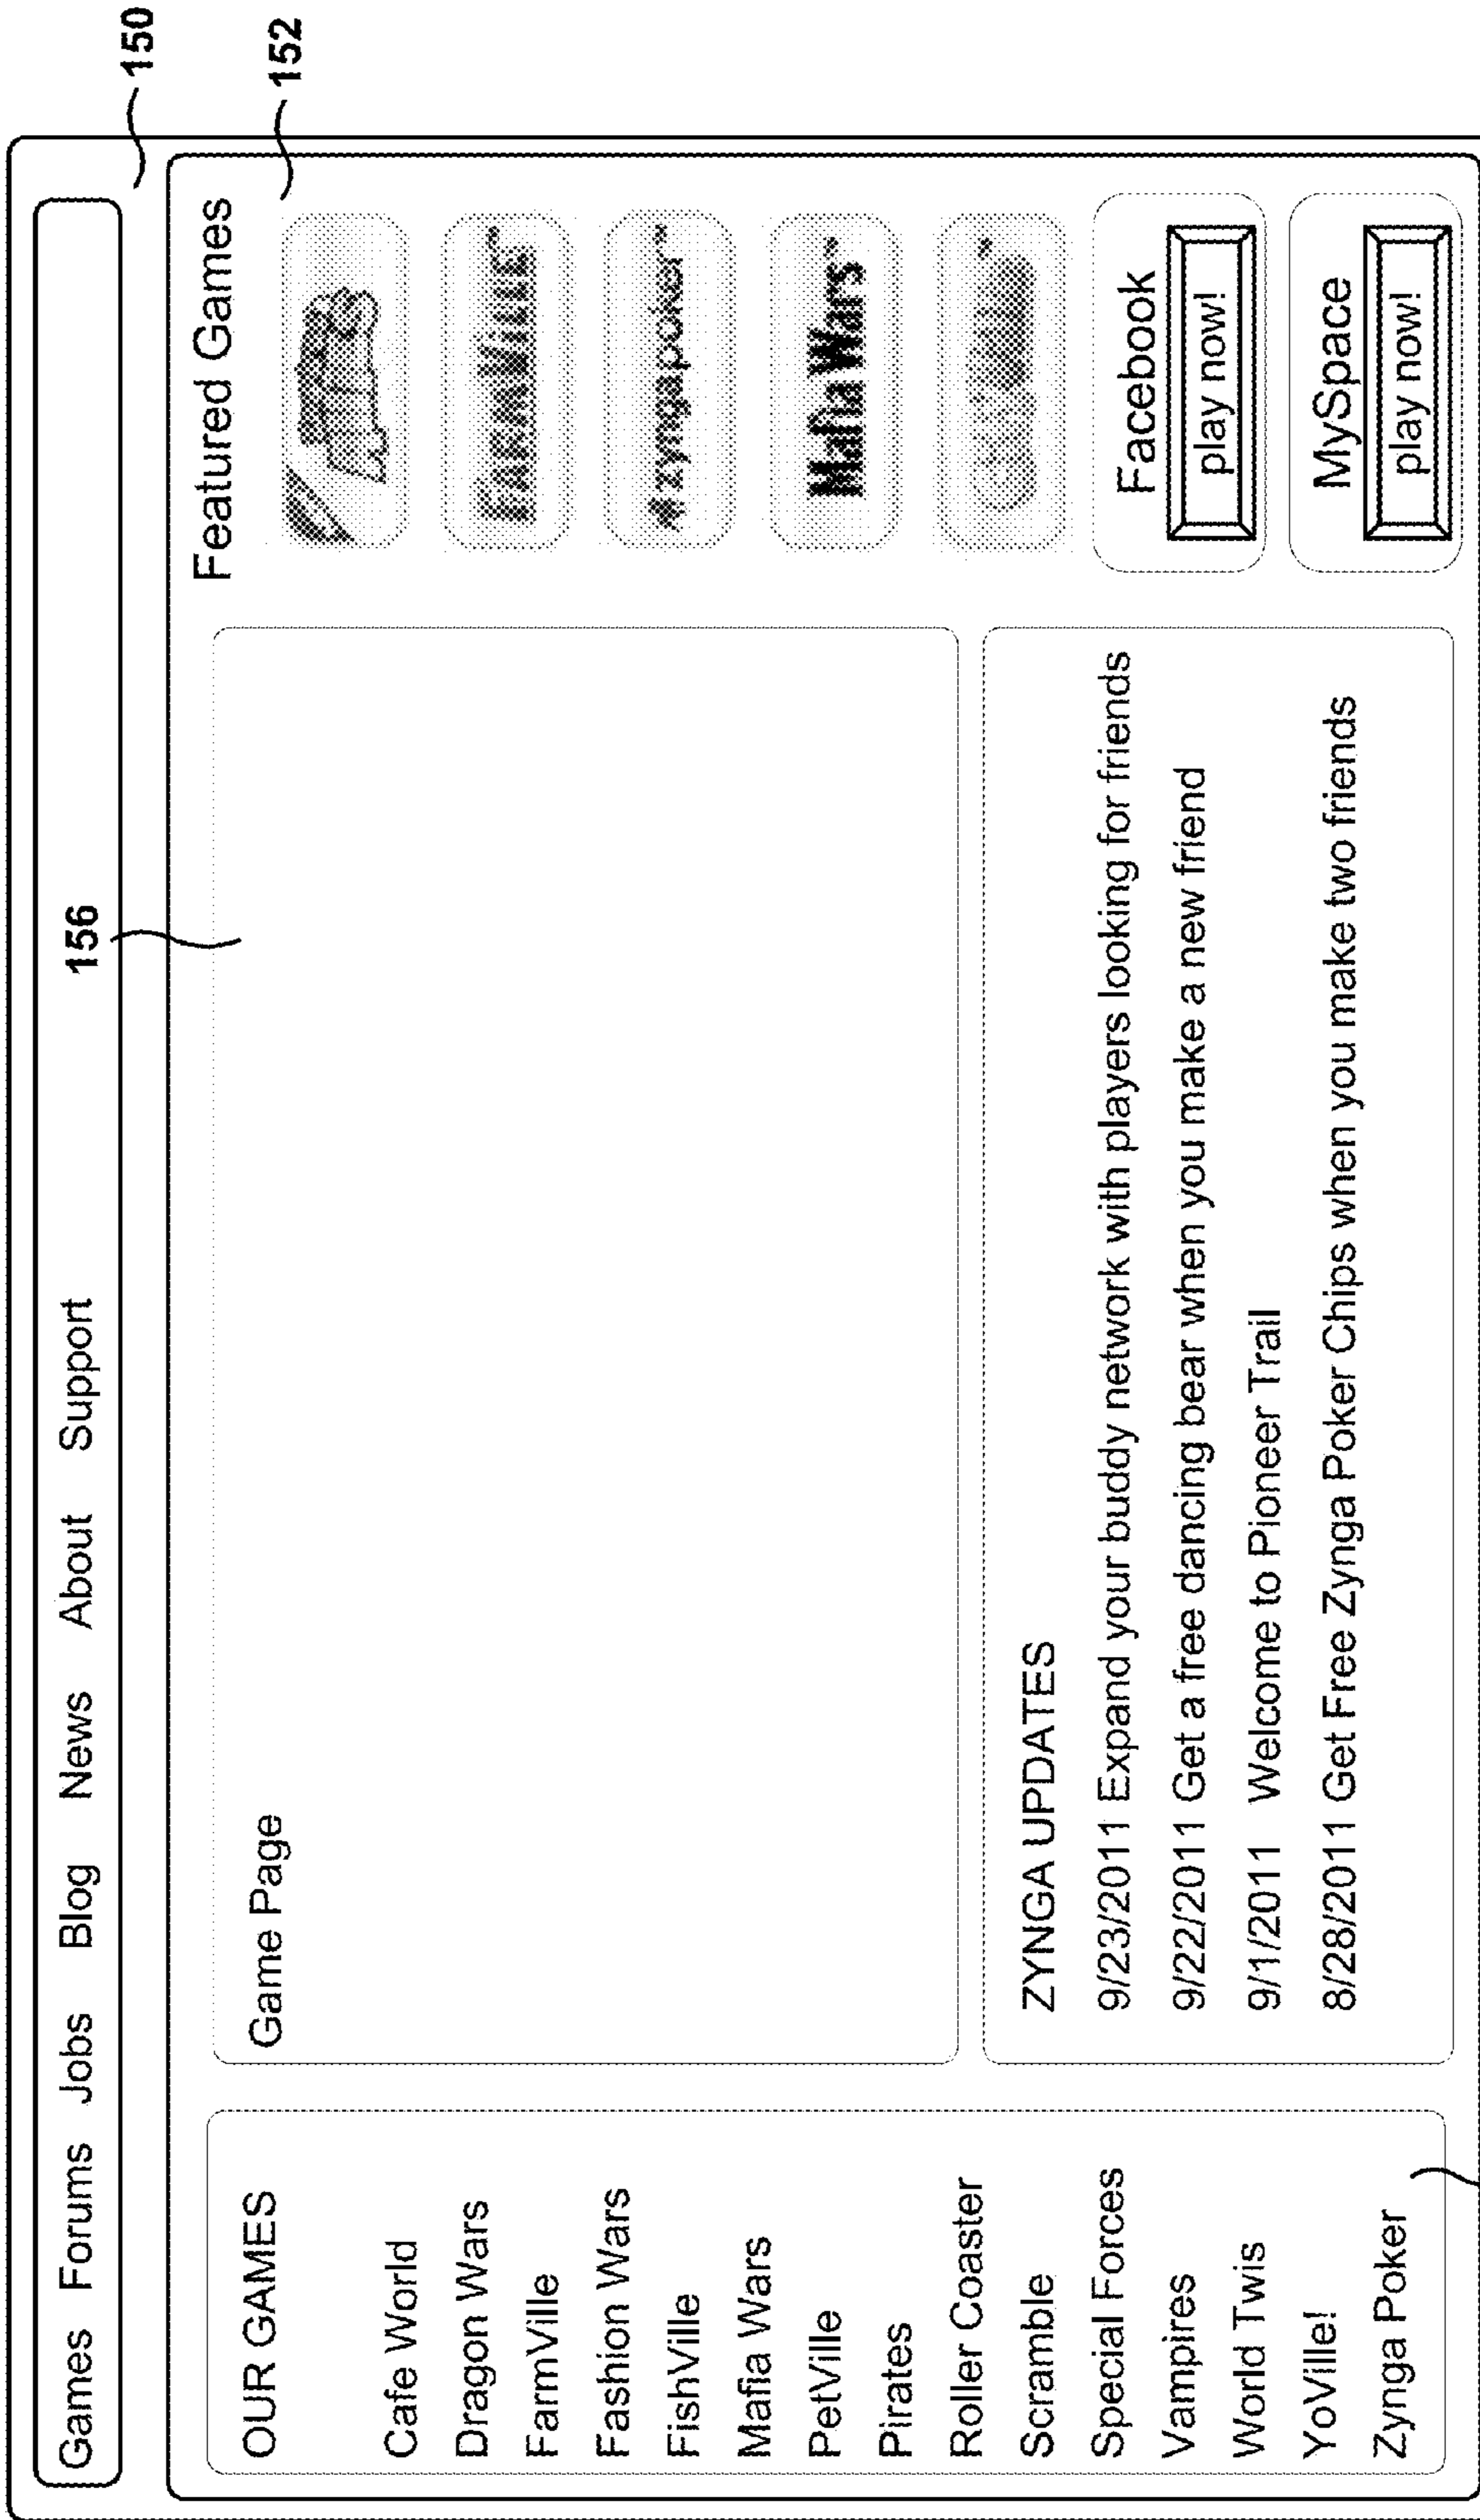 150
156
Games Forums Jobs Blog News About Support
152
OUR GAMES
Cafe World
Dragon Wars
FarmVille
Fashion Wars
FishVille
Mafia Wars
PetVille
Pirates
Roller Coaster
Scramble
Special Forces
Vampires
World Twis
YoVille!
Zynga Poker
Game Page
ZYNGA UPDATES
9/23/2011 Expand your buddy network with players looking for friends
9/22/2011 Get a free dancing bear when you make a new friend
9/1/2011 Welcome to Pioneer Trail
8/28/2011 Get Free Zynga Poker Chips when you make two friends
Featured Games
FARMVILLE™
zyngapoker™
Mafia Wars™
Facebook
play now!
MySpace
play now!